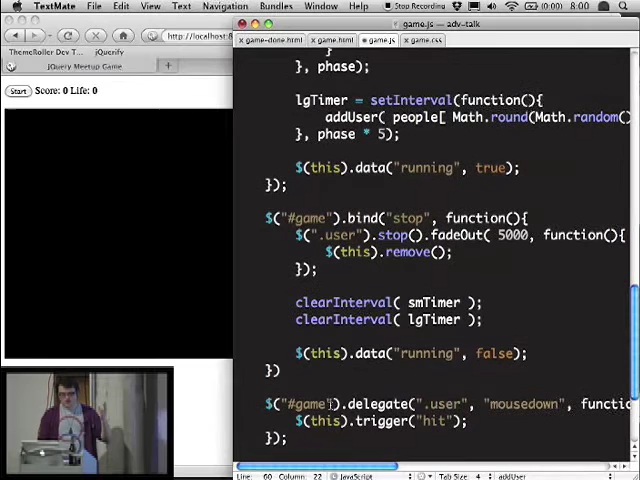 TextMate File Edit View Text Navigation Bundles Window Stop Recording (0:00) 8:00
game.js — adv-talk
game-done.html game.html game.js game.css
ThemeRoller Dev T... jQuerify
http://localhost:
jQuery Meetup Game
Start Score: 0 Life: 0
}
}, phase);
lgTimer = setInterval(function(){
addUser( people[ Math.round(Math.random()
}, phase * 5);
$(this).data("running", true);
});
$("#game").bind("stop", function(){
$(".user").stop().fadeOut( 5000, function(){
$(this).remove();
});
clearInterval( smTimer );
clearInterval( lgTimer );
$(this).data("running", false);
})
$("#game").delegate(".user", "mousedown", functio
$(this).trigger("hit");
});
Line: 60 Column: 22 JavaScript Tab Size: 4 addUser